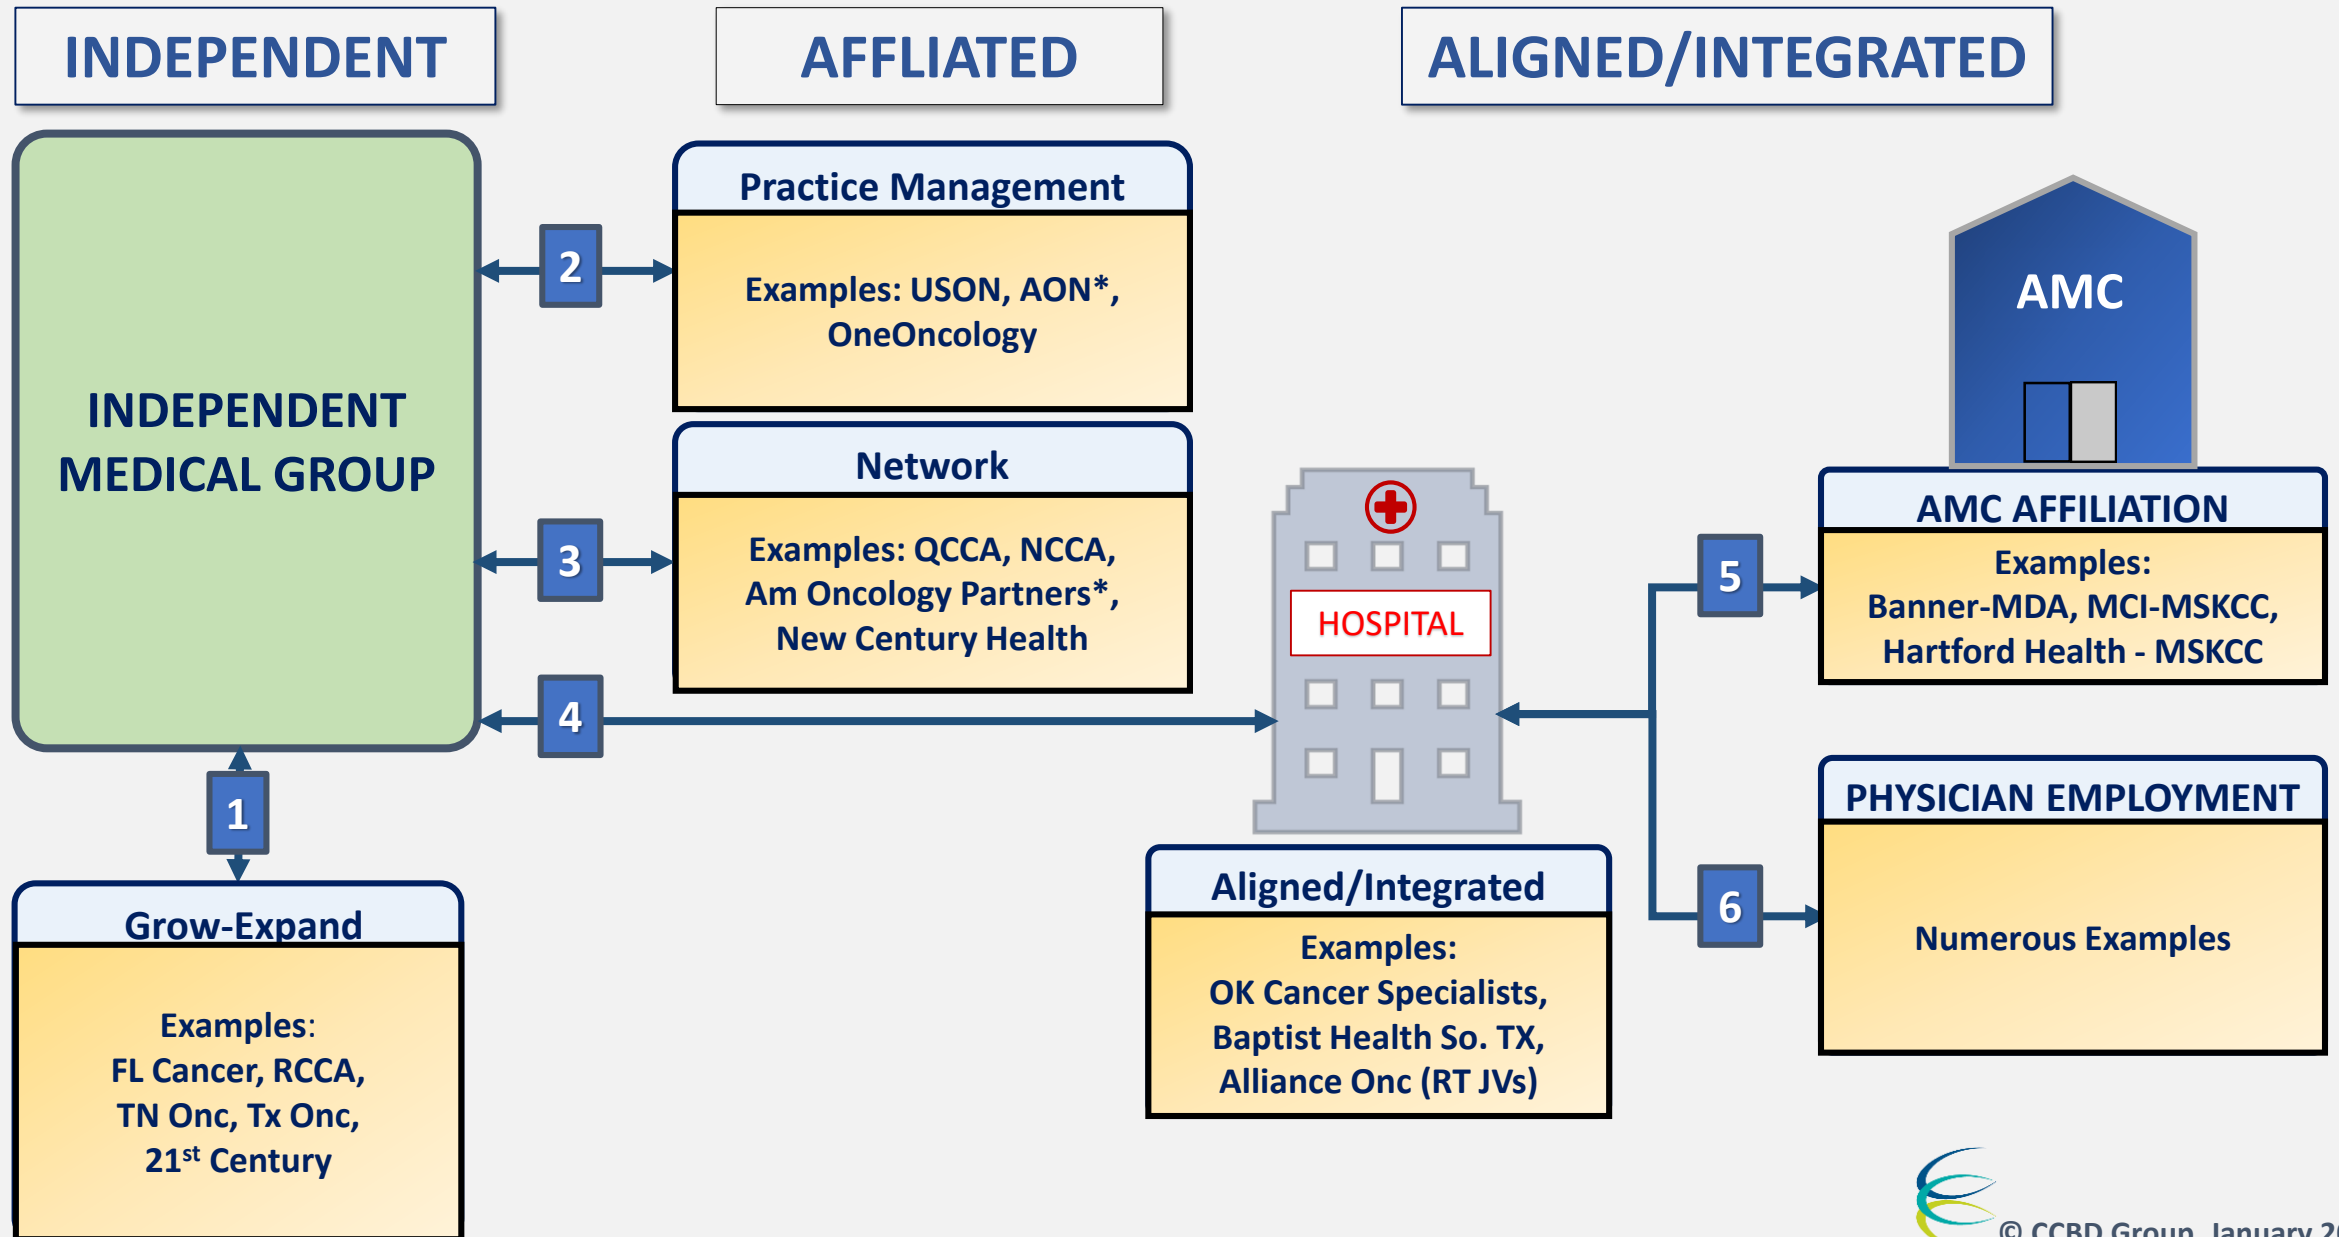 INDEPENDENT
AFFLIATED
ALIGNED/INTEGRATED
INDEPENDENT
MEDICAL GROUP
2
Practice Management
Examples: USON, AON*,
OneOncology
3
Network
Examples: QCCA, NCCA,
Am Oncology Partners*,
New Century Health
4
1
Grow-Expand
Examples:
FL Cancer, RCCA,
TN Onc, Tx Onc,
21st Century
HOSPITAL
Aligned/Integrated
Examples:
OK Cancer Specialists,
Baptist Health So. TX,
Alliance Onc (RT JVs)
AMC
5
AMC AFFILIATION
Examples:
Banner-MDA, MCI-MSKCC,
Hartford Health - MSKCC
6
PHYSICIAN EMPLOYMENT
Numerous Examples
© CCBD Group, January